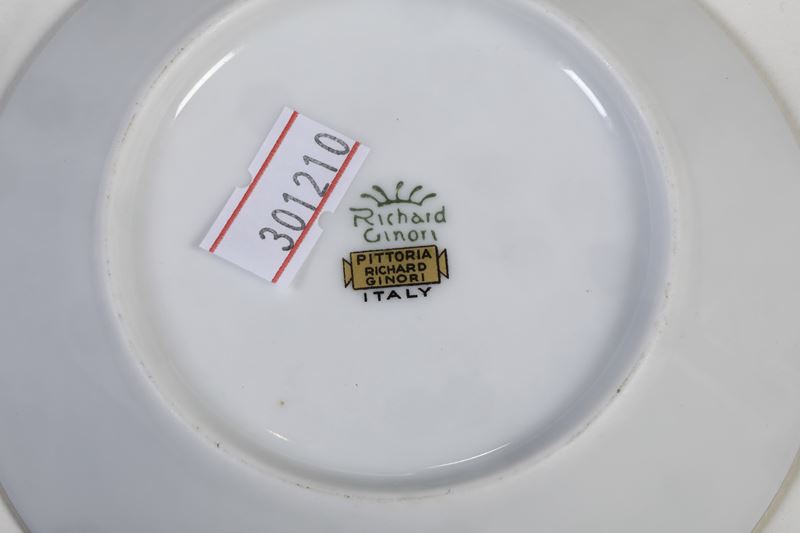 301210
Richard
Ginori
PITTORIA
RICHARD
GINORI
ITALY